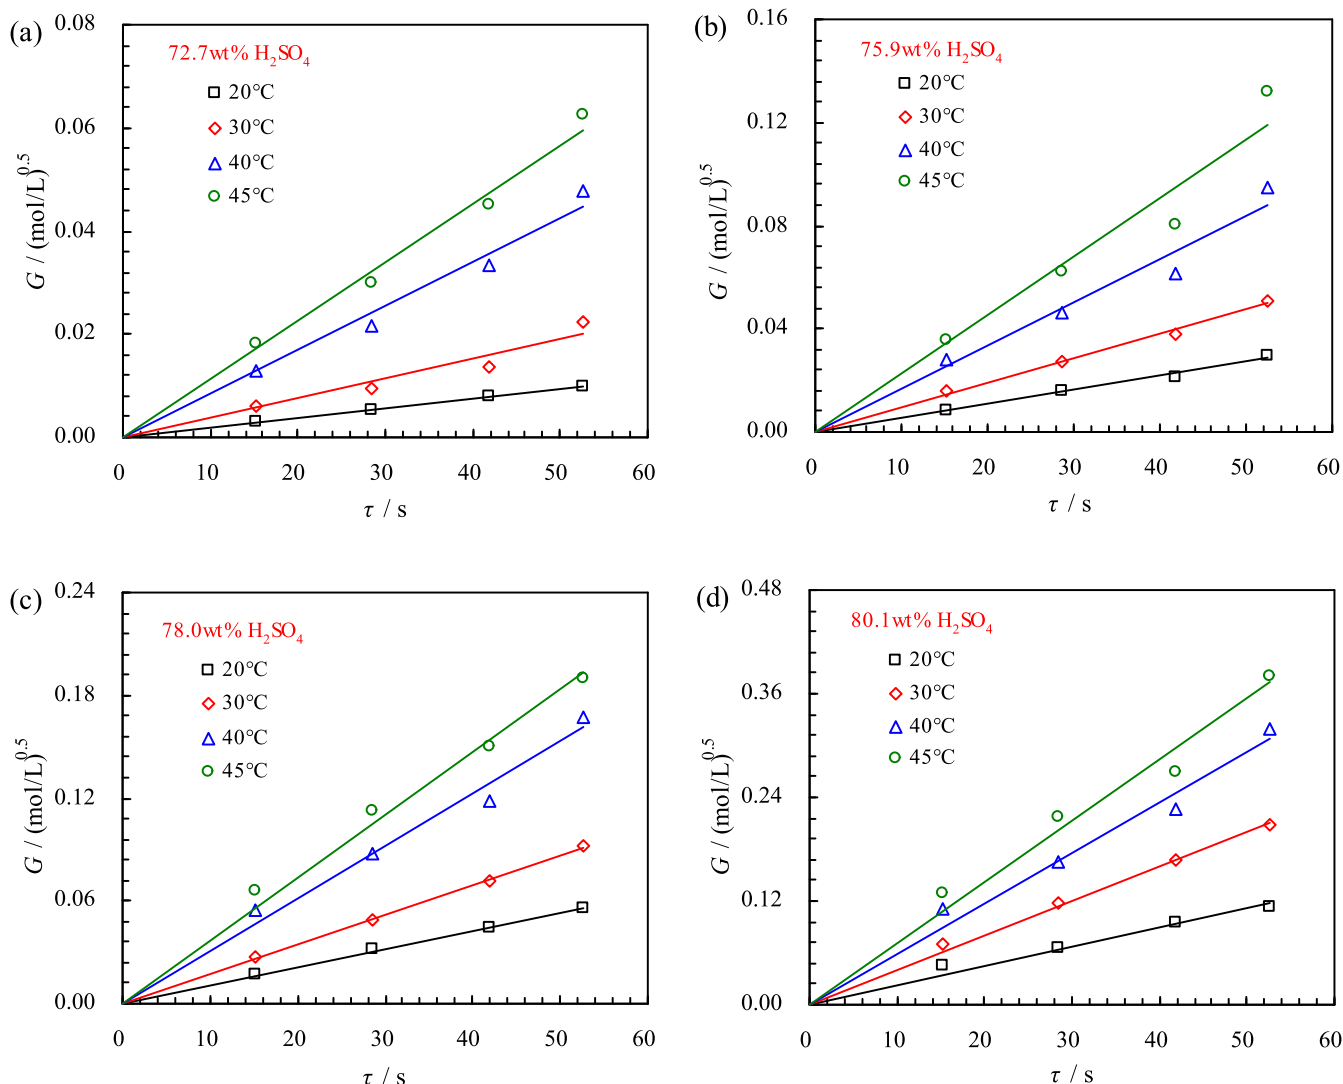 (a)
0.08
0.06
0.04
0.02
0.00
G / (mol/L)^0.5
72.7wt% H₂SO₄
20°C
30°C
40°C
45°C
0 10 20 30 40 50 60
τ / s
(b)
0.16
0.12
0.08
0.04
0.00
G / (mol/L)^0.5
75.9wt% H₂SO₄
20°C
30°C
40°C
45°C
0 10 20 30 40 50 60
τ / s
(c)
0.24
0.18
0.12
0.06
0.00
G / (mol/L)^0.5
78.0wt% H₂SO₄
20°C
30°C
40°C
45°C
0 10 20 30 40 50 60
τ / s
(d)
0.48
0.36
0.24
0.12
0.00
G / (mol/L)^0.5
80.1wt% H₂SO₄
20°C
30°C
40°C
45°C
0 10 20 30 40 50 60
τ / s